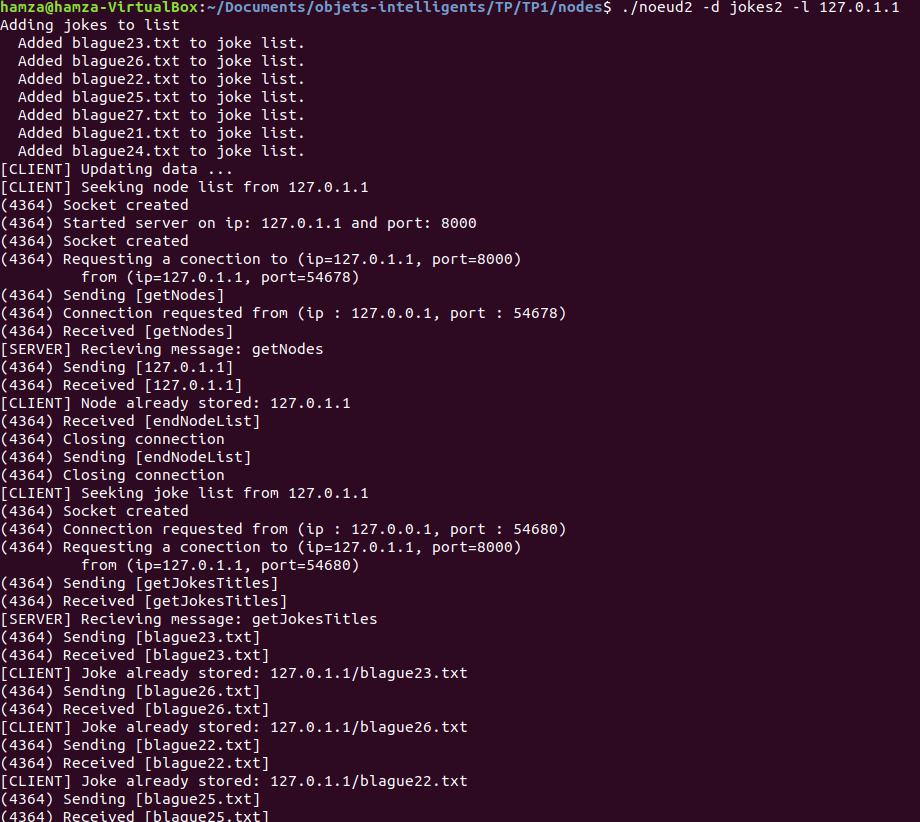 hamza@hamza-VirtualBox:~/Documents/objets-intelligents/TP/TP1/nodes$ ./noeud2 -d jokes2 -l 127.0.1.1
Adding jokes to list
  Added blague23.txt to joke list.
  Added blague26.txt to joke list.
  Added blague22.txt to joke list.
  Added blague25.txt to joke list.
  Added blague27.txt to joke list.
  Added blague21.txt to joke list.
  Added blague24.txt to joke list.
[CLIENT] Updating data ...
[CLIENT] Seeking node list from 127.0.1.1
(4364) Socket created
(4364) Started server on ip: 127.0.1.1 and port: 8000
(4364) Socket created
(4364) Requesting a conection to (ip=127.0.1.1, port=8000)
         from (ip=127.0.1.1, port=54678)
(4364) Sending [getNodes]
(4364) Connection requested from (ip : 127.0.0.1, port : 54678)
(4364) Received [getNodes]
[SERVER] Recieving message: getNodes
(4364) Sending [127.0.1.1]
(4364) Received [127.0.1.1]
[CLIENT] Node already stored: 127.0.1.1
(4364) Received [endNodeList]
(4364) Closing connection
(4364) Sending [endNodeList]
(4364) Closing connection
[CLIENT] Seeking joke list from 127.0.1.1
(4364) Socket created
(4364) Connection requested from (ip : 127.0.0.1, port : 54680)
(4364) Requesting a conection to (ip=127.0.1.1, port=8000)
         from (ip=127.0.1.1, port=54680)
(4364) Sending [getJokesTitles]
(4364) Received [getJokesTitles]
[SERVER] Recieving message: getJokesTitles
(4364) Sending [blague23.txt]
(4364) Received [blague23.txt]
[CLIENT] Joke already stored: 127.0.1.1/blague23.txt
(4364) Sending [blague26.txt]
(4364) Received [blague26.txt]
[CLIENT] Joke already stored: 127.0.1.1/blague26.txt
(4364) Sending [blague22.txt]
(4364) Received [blague22.txt]
[CLIENT] Joke already stored: 127.0.1.1/blague22.txt
(4364) Sending [blague25.txt]
(4364) Received [blague25.txt]